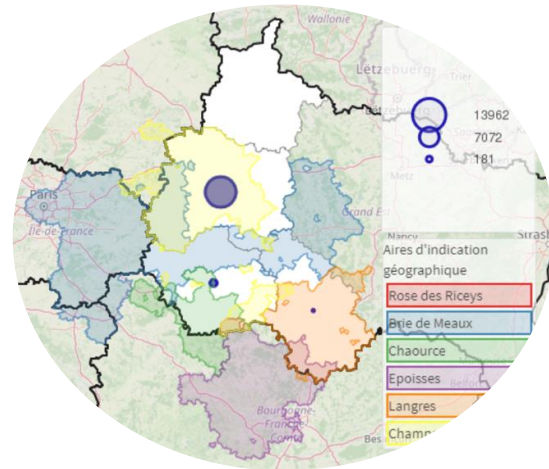 Wallonie
Lëtzebuerg
Trier
13962
7072
181
Metz
Paris
Île-de-France
Grand Est
Nancy
Aires d'indication
géographique
Rose des Riceys
Brie de Meaux
Chaource
Epoisses
Langres
Bourgogne-
Franche-
Comté